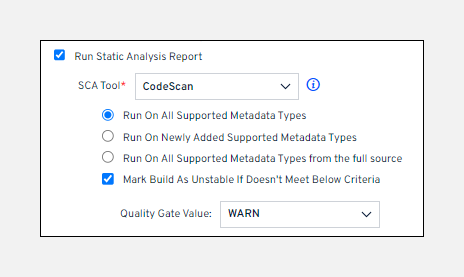 Run Static Analysis Report
SCA Tool* CodeScan
Run On All Supported Metadata Types
Run On Newly Added Supported Metadata Types
Run On All Supported Metadata Types from the full source
Mark Build As Unstable If Doesn't Meet Below Criteria
Quality Gate Value: WARN